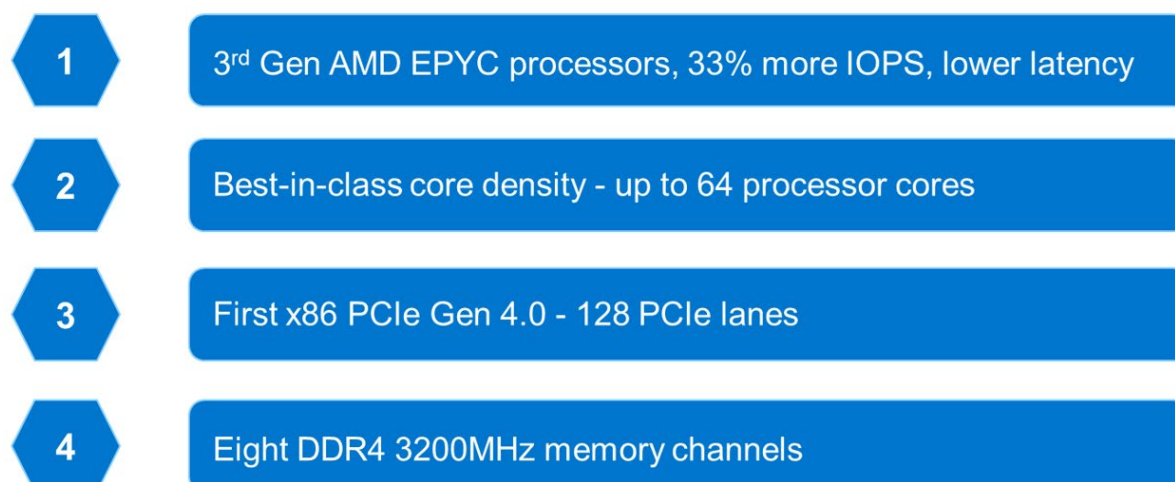 1
3rd Gen AMD EPYC processors, 33% more IOPS, lower latency
2
Best-in-class core density - up to 64 processor cores
3
First x86 PCIe Gen 4.0 - 128 PCIe lanes
4
Eight DDR4 3200MHz memory channels